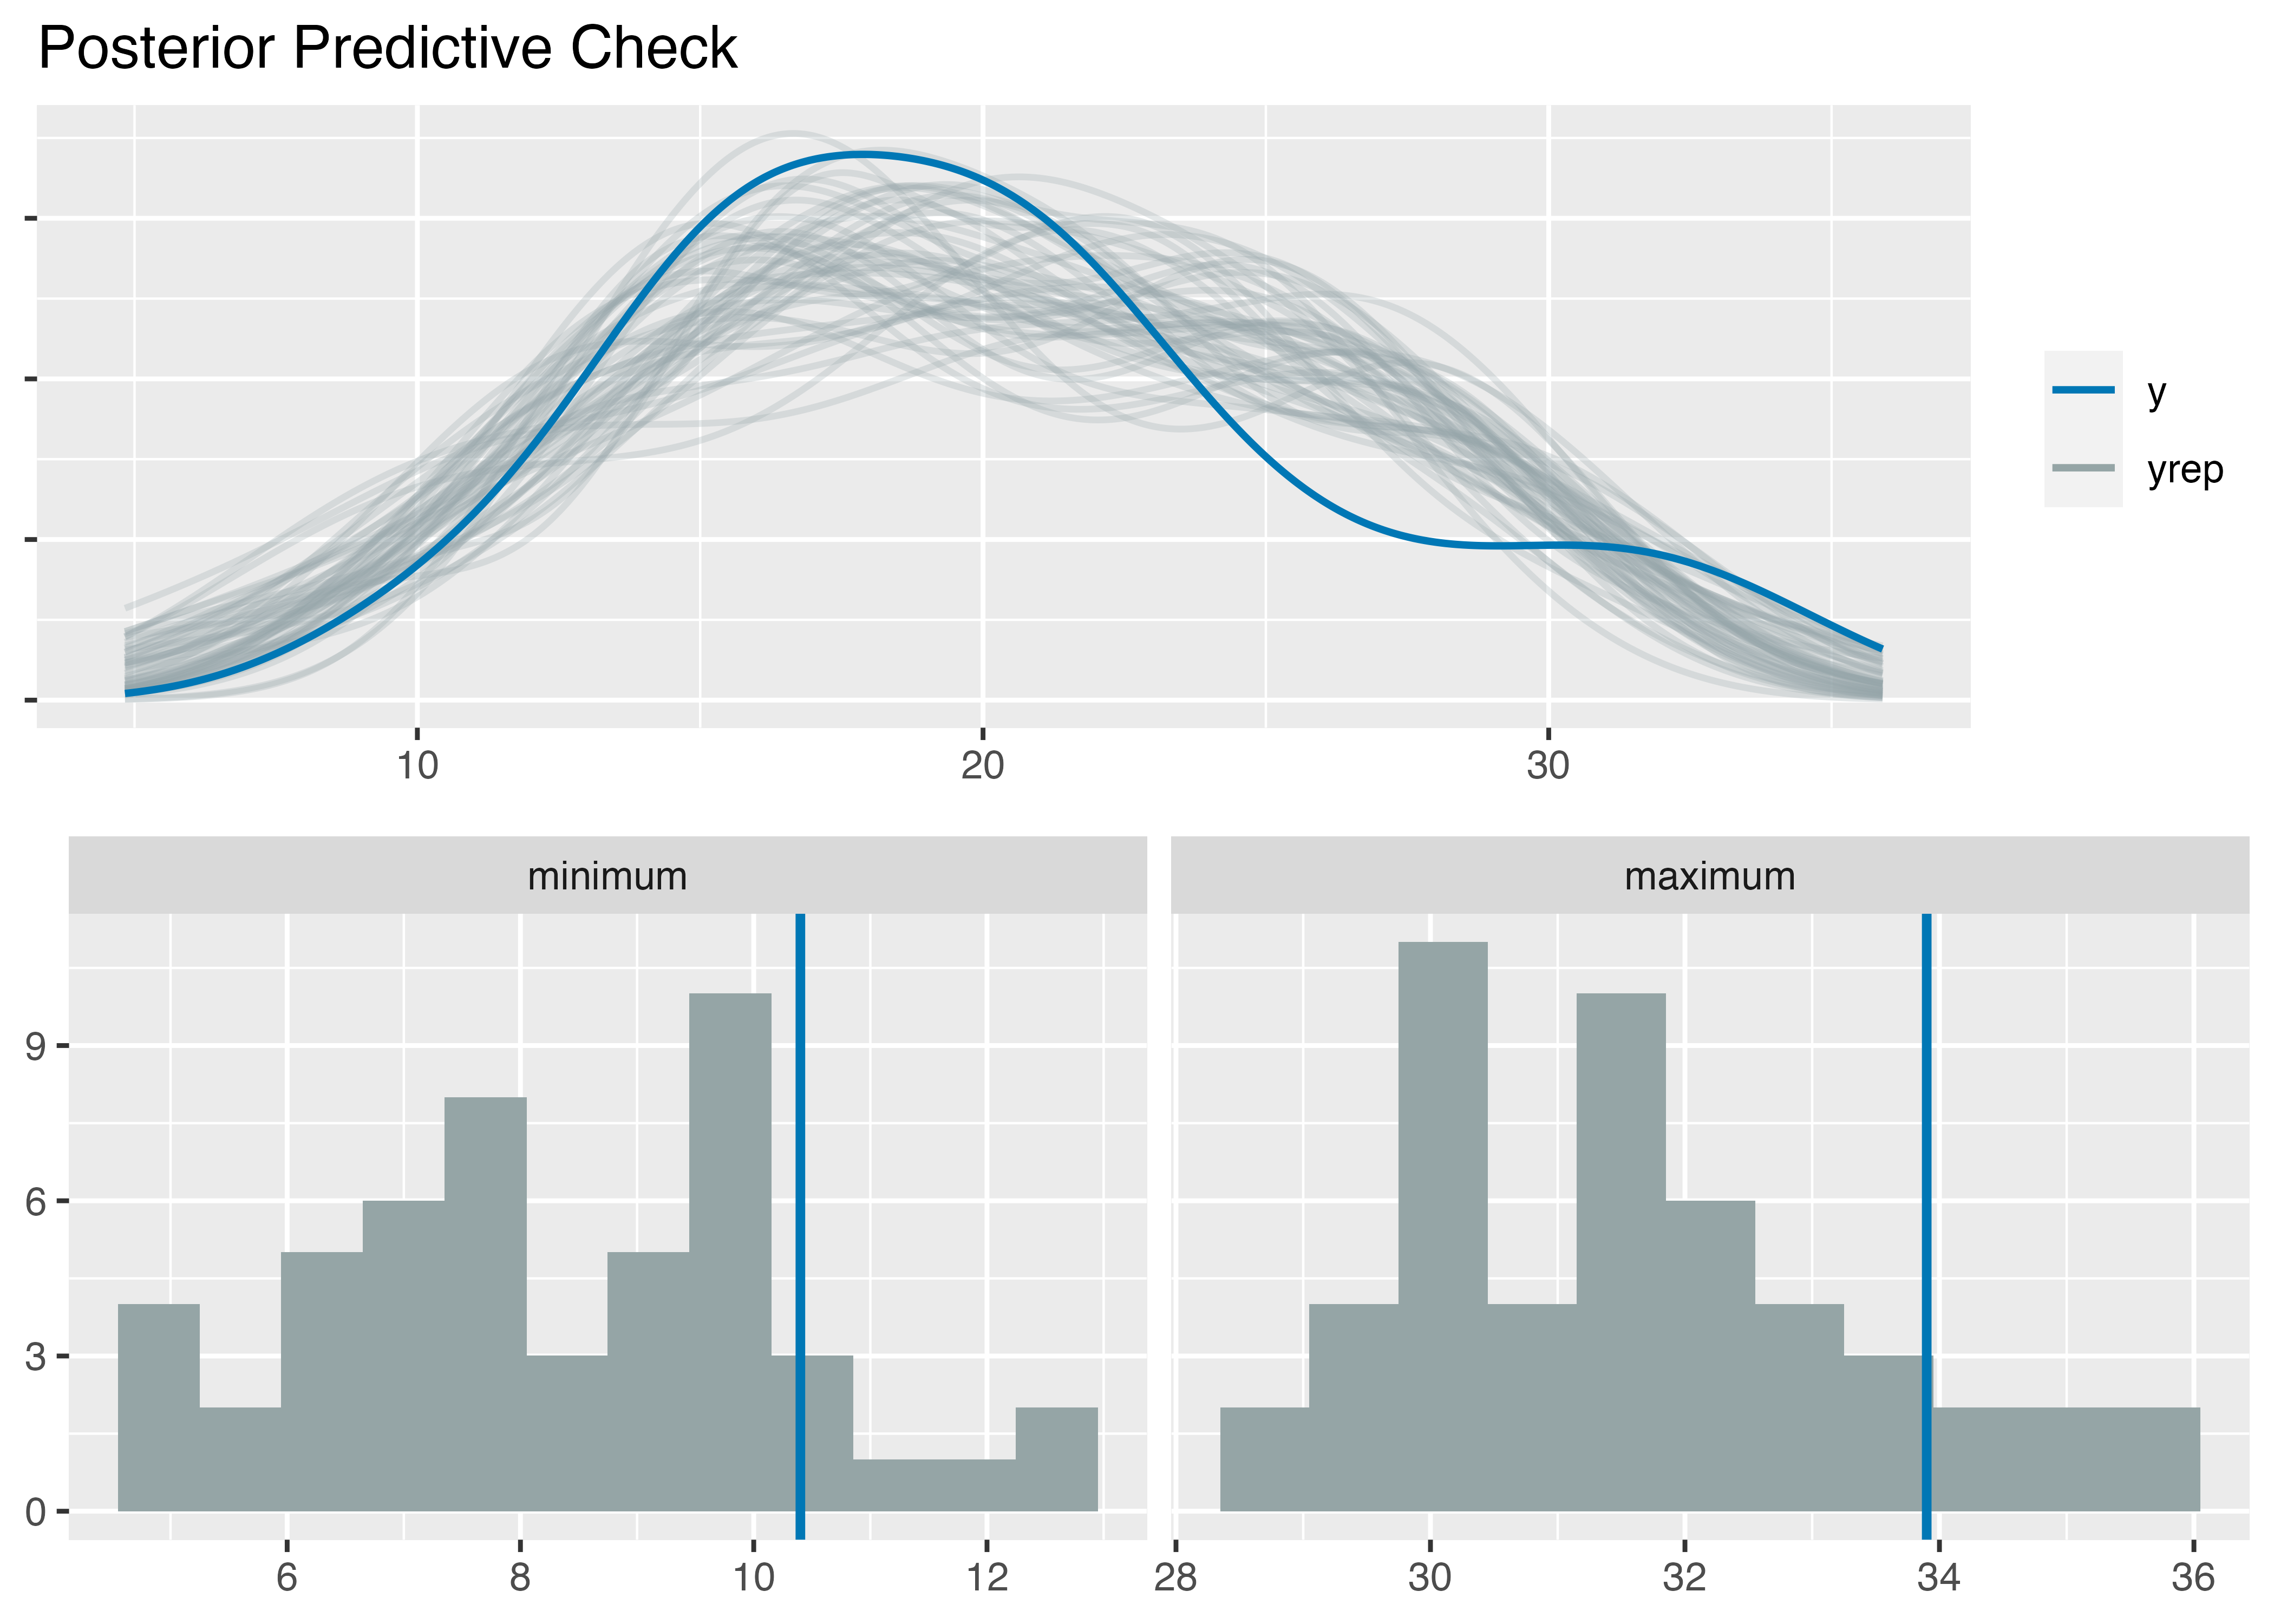 Posterior Predictive Check
y
yrep
10 20 30
minimum maximum
9
6
3
0
6 8 10 12 28 30 32 34 36